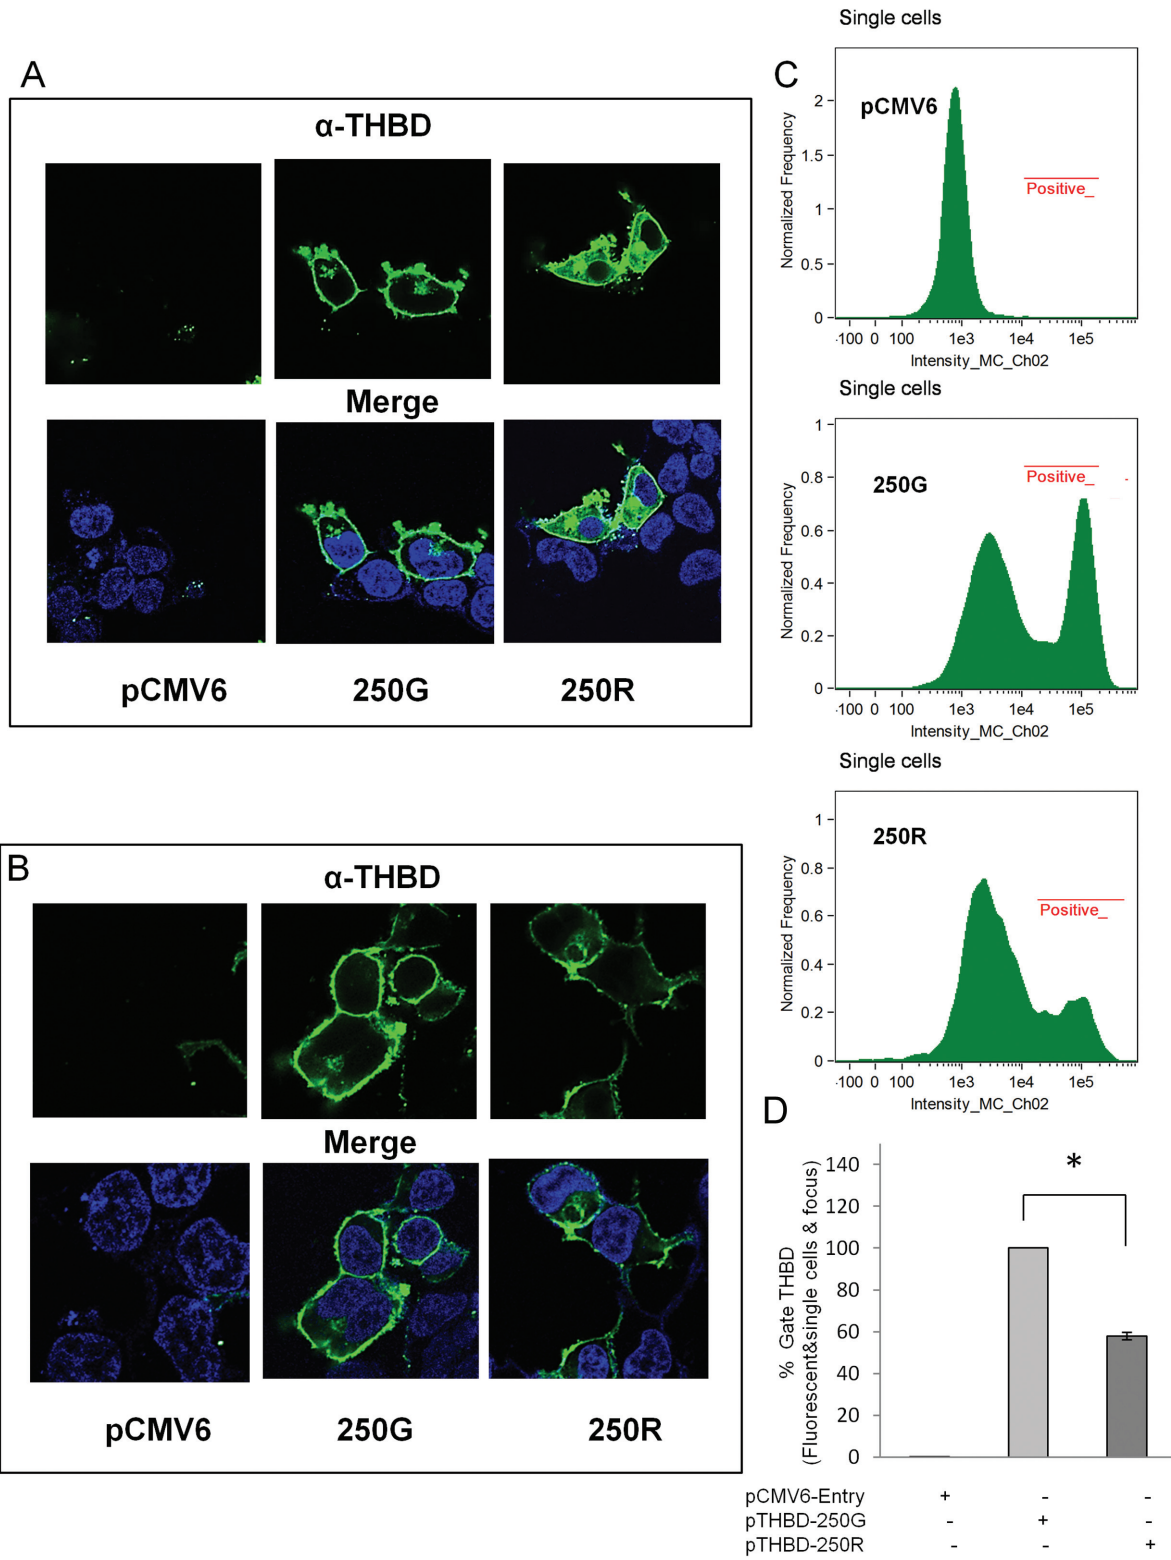 A
α-THBD
Merge
pCMV6 250G 250R
B
α-THBD
Merge
pCMV6 250G 250R
C
Single cells
pCMV6
Positive_
Normalized Frequency
2
1.5
1
0.5
0
-100 0 100 1e3 1e4 1e5
Intensity_MC_Ch02
Single cells
250G
Positive_
Normalized Frequency
1
0.8
0.6
0.4
0.2
0
-100 0 100 1e3 1e4 1e5
Intensity_MC_Ch02
Single cells
250R
Positive_
Normalized Frequency
1
0.8
0.6
0.4
0.2
0
-100 0 100 1e3 1e4 1e5
Intensity_MC_Ch02
D
% Gate THBD
(Fluorescent&single cells & focus)
140
120
100
80
60
40
20
0
*
pCMV6-Entry + - -
pTHBD-250G - + -
pTHBD-250R - - +